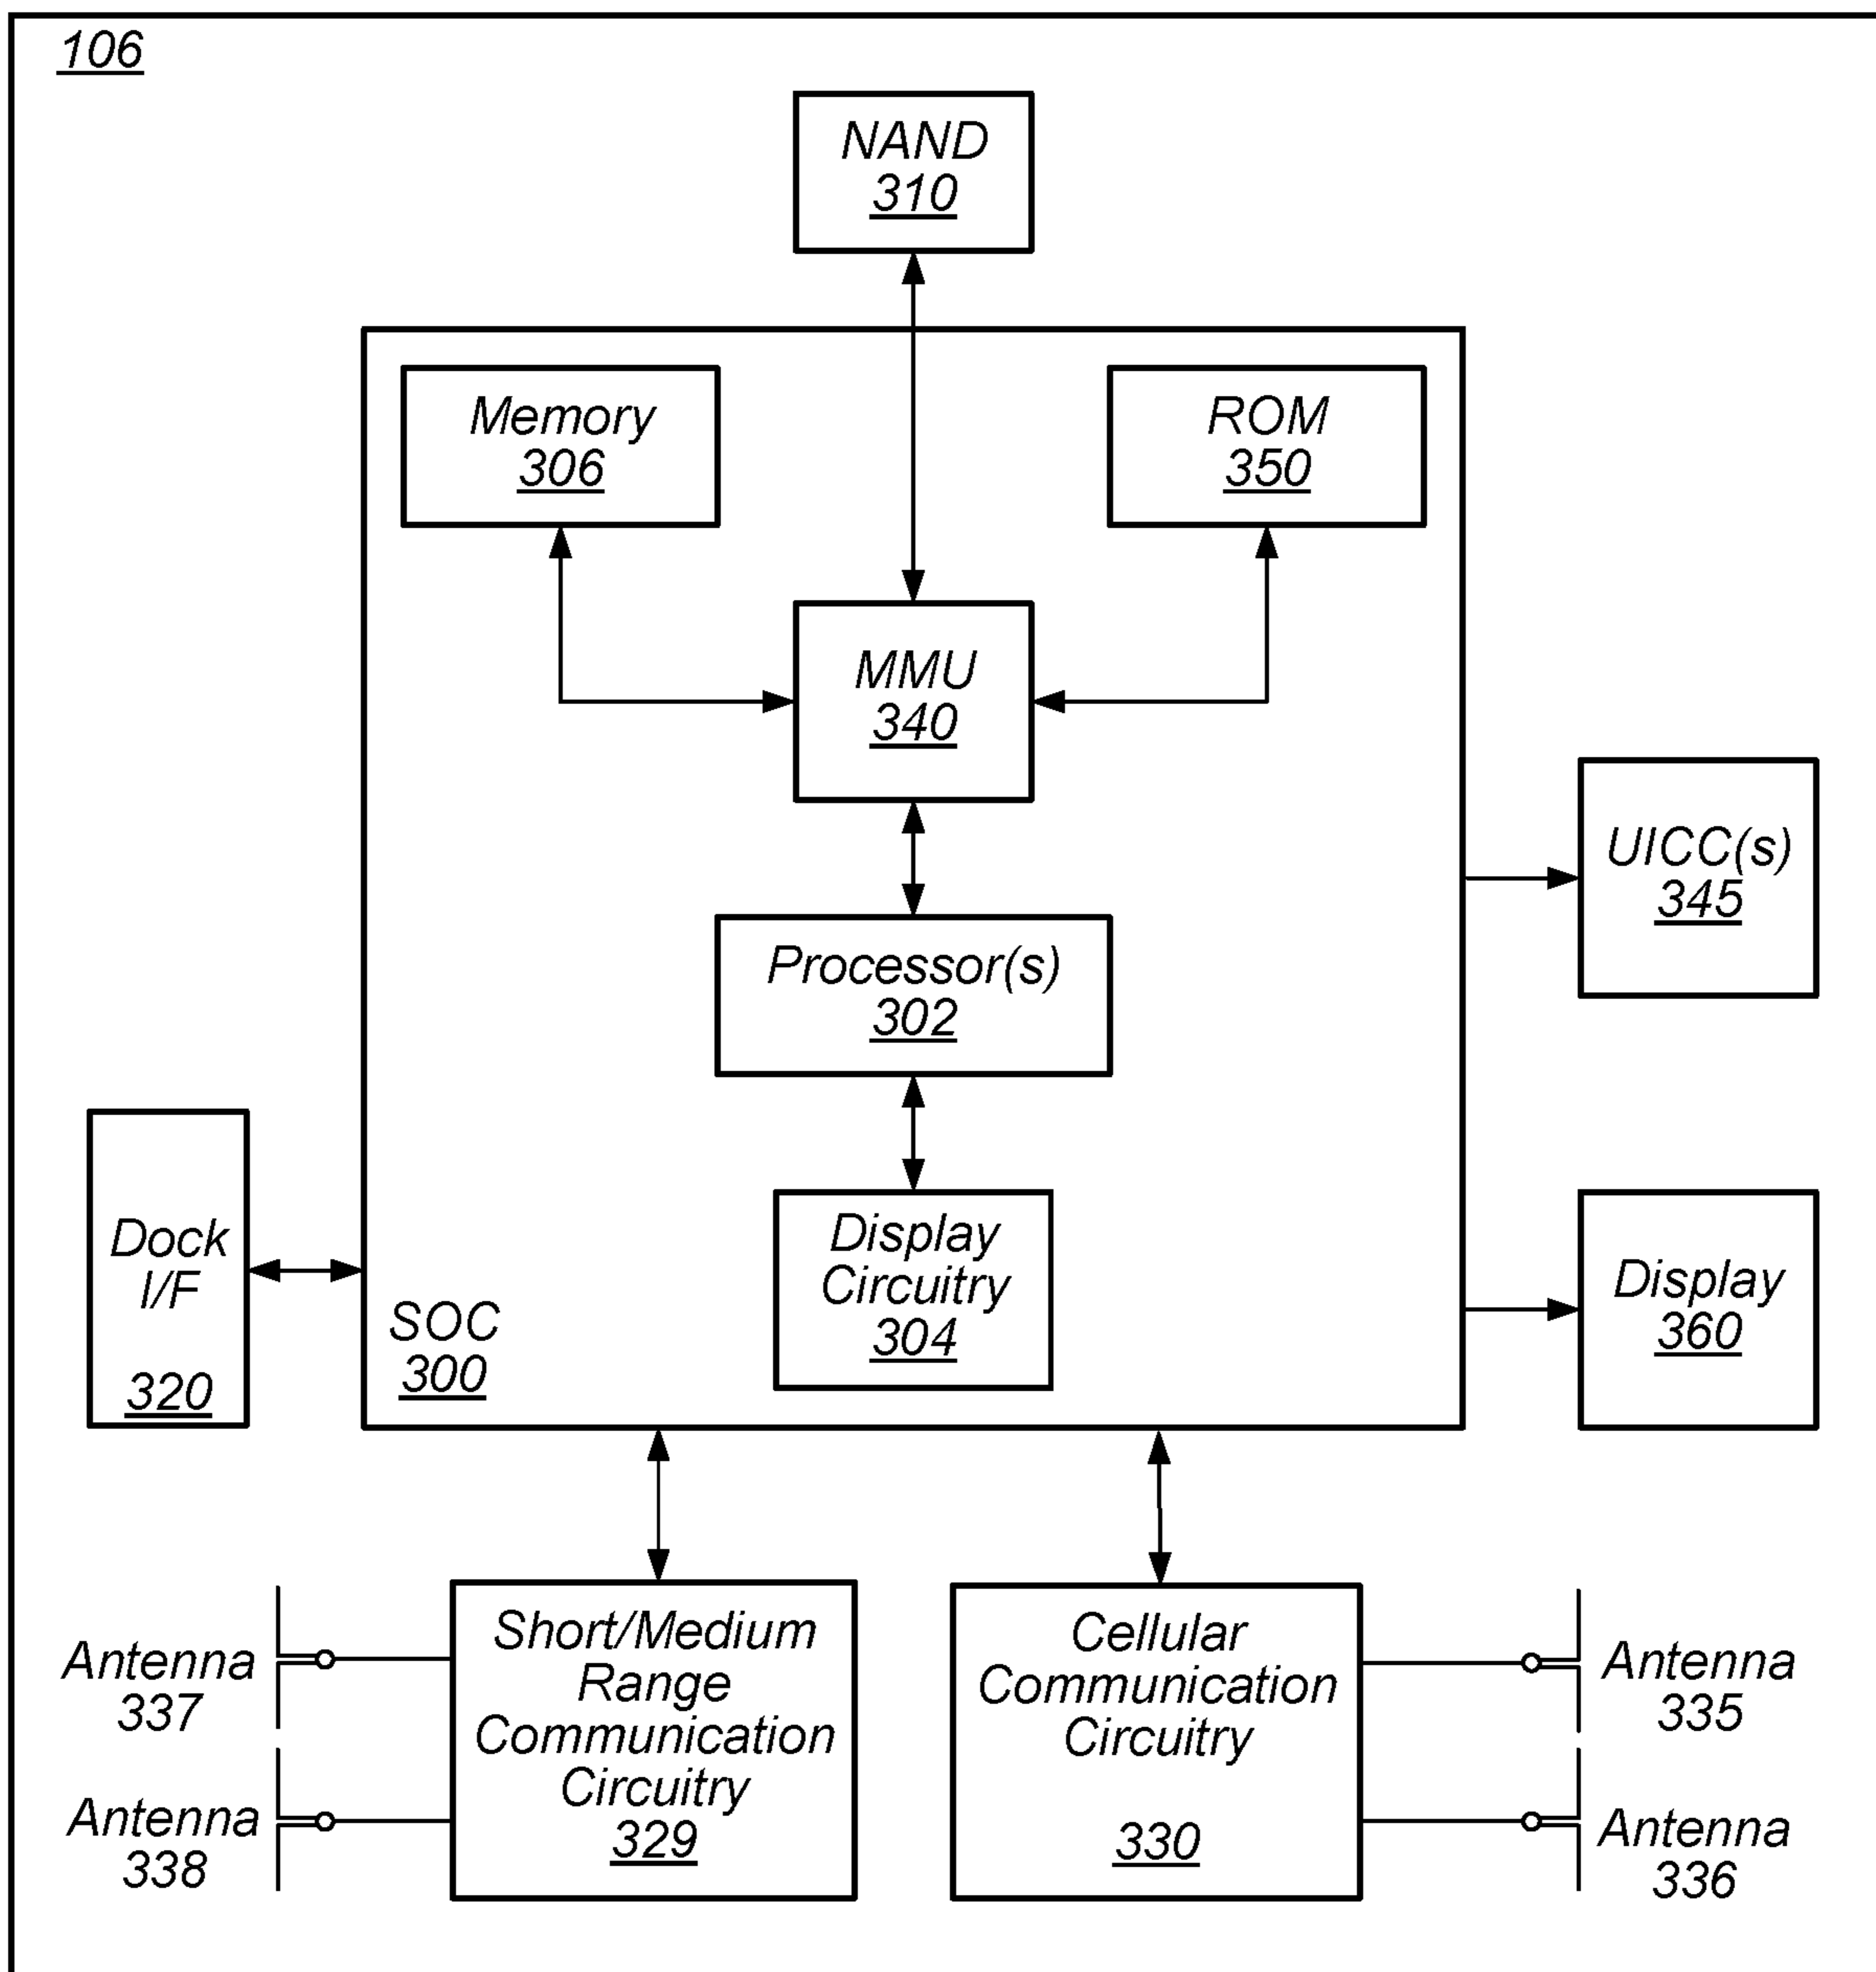 106
NAND
310
Memory
306
ROM
350
MMU
340
UICC(s)
345
Processor(s)
302
Dock
I/F
320
Display
Circuitry
304
SOC
300
Display
360
Short/Medium
Range
Communication
Circuitry
329
Cellular
Communication
Circuitry
330
Antenna
337
Antenna
338
Antenna
335
Antenna
336